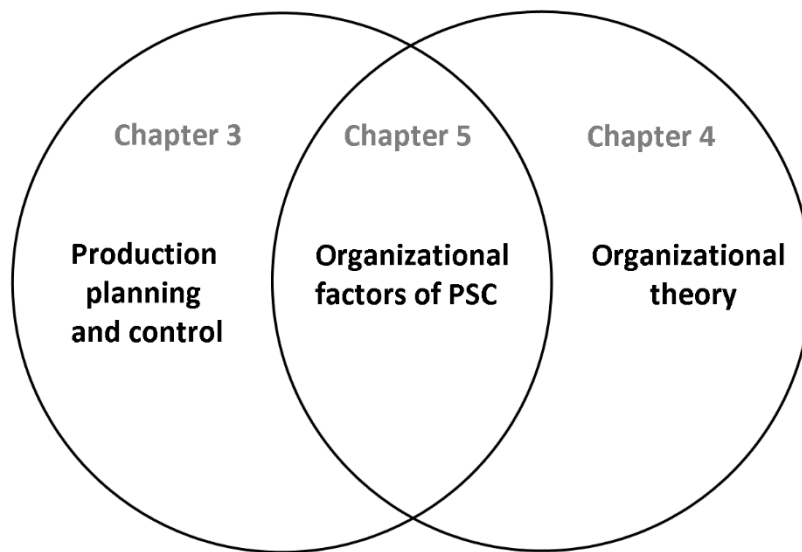 Chapter 3
Production
planning
and control
Chapter 5
Organizational
factors of PSC
Chapter 4
Organizational
theory